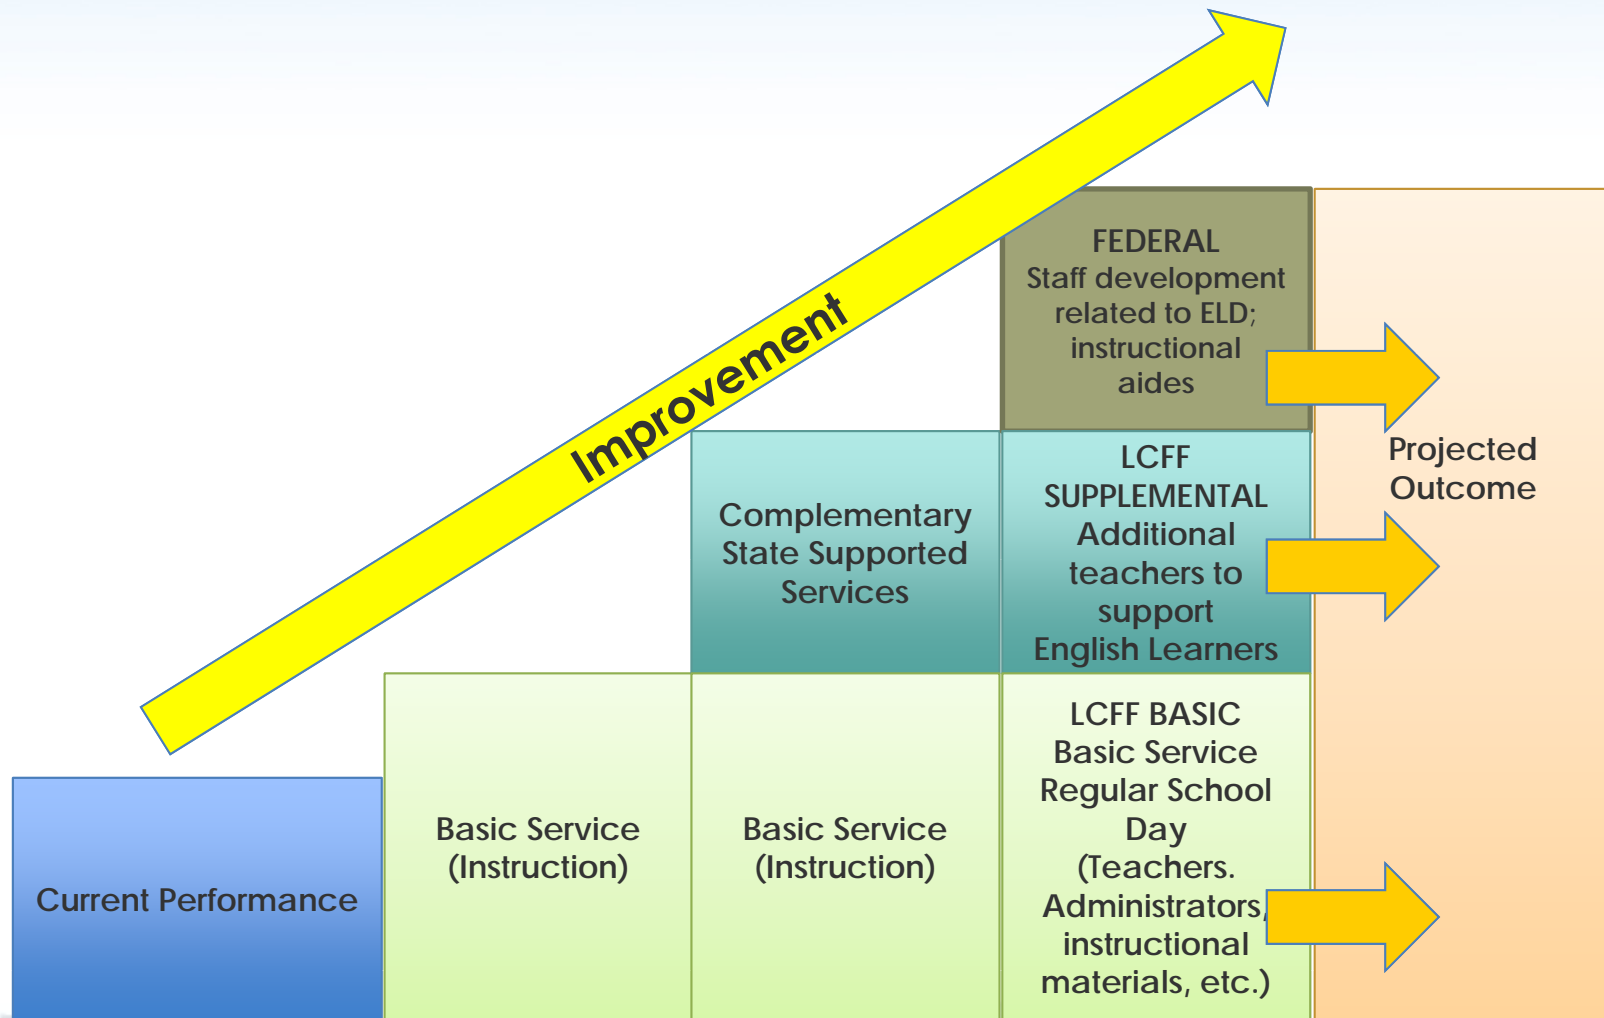 Improvement
FEDERAL
Staff development
related to ELD;
instructional
aides
Projected
Outcome
Complementary
State Supported
Services
LCFF
SUPPLEMENTAL
Additional
teachers to
support
English Learners
Current Performance
Basic Service
(Instruction)
Basic Service
(Instruction)
LCFF BASIC
Basic Service
Regular School
Day
(Teachers.
Administrators,
instructional
materials, etc.)